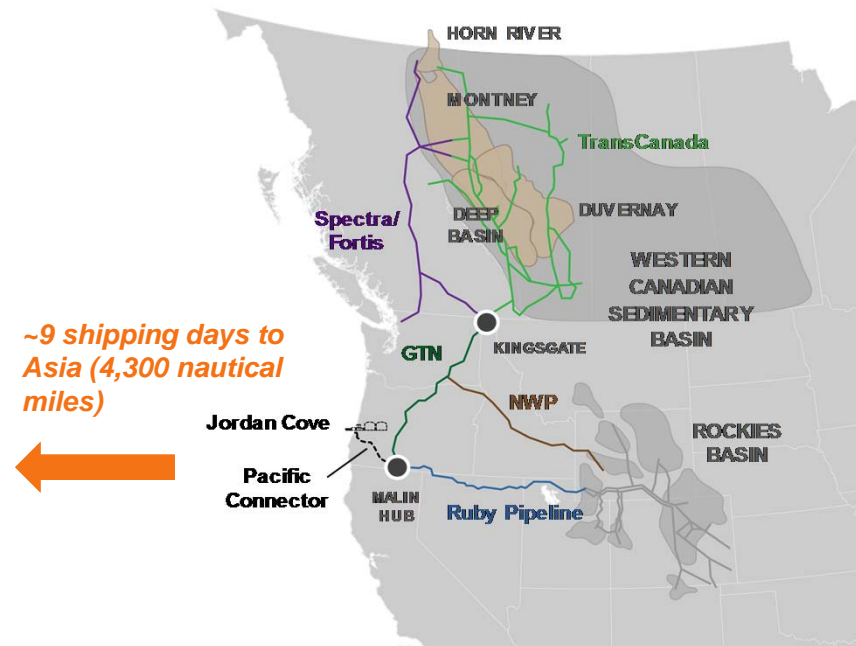 HORN RIVER
MONTNEY
TransCanada
DEEP
BASIN
DUVERNAY
Spectra/
Fortis
WESTERN
CANADIAN
SEDIMENTARY
BASIN
~9 shipping days to
Asia (4,300 nautical
miles)
KINGSGATE
GTN
NWP
Jordan Cove
ROCKIES
BASIN
Pacific
Connector
MALIN
HUB
Ruby Pipeline